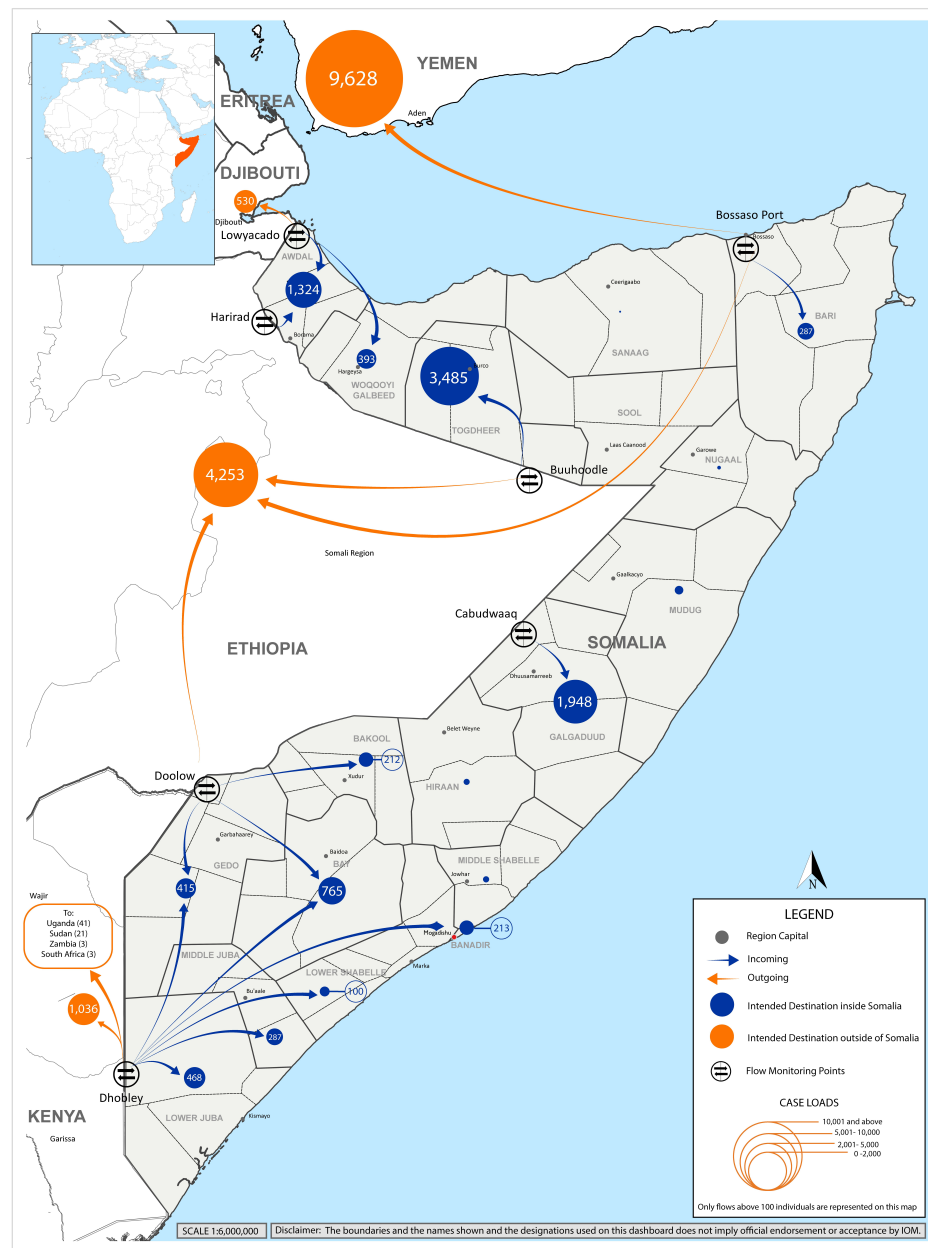 YEMEN
9,628
Aden
ERITREA
DJIBOUTI
530
Djibouti
Lowyacado
AWDAL
Bossaso Port
Bossaso
1,324
Harirad
Borama
Ceerigaabo
BARI
287
393
Hargeysa
WOQOOYI
GALBEED
3,485
Burco
SANAAG
TOGDHEER
SOOL
Laas Caanood
Garowe
NUGAAL
Buuhoodle
4,253
Somali Region
Gaalkacyo
MUDUG
Cabudwaaq
SOMALIA
ETHIOPIA
Dhuusamarreeb
1,948
GALGADUUD
Belet Weyne
BAKOOL
212
Xudur
HIRAAN
Doolow
Garbahaarey
Baidoa
BAY
GEDO
MIDDLE SHABELLE
Jowhar
415
765
Wajir
To:
Uganda (41)
Sudan (21)
Zambia (3)
South Africa (3)
Mogadishu
213
BANADIR
MIDDLE JUBA
Marka
LOWER SHABELLE
100
Bu'aale
1,036
287
468
Dhobley
KENYA
Garissa
LOWER JUBA
Kismayo
N
LEGEND
Region Capital
Incoming
Outgoing
Intended Destination inside Somalia
Intended Destination outside of Somalia
Flow Monitoring Points
CASE LOADS
10,001 and above
5,001- 10,000
2,001- 5,000
0 -2,000
Only flows above 100 individuals are represented on this map
SCALE 1:6,000,000
Disclaimer: The boundaries and the names shown and the designations used on this dashboard does not imply official endorsement or acceptance by IOM.